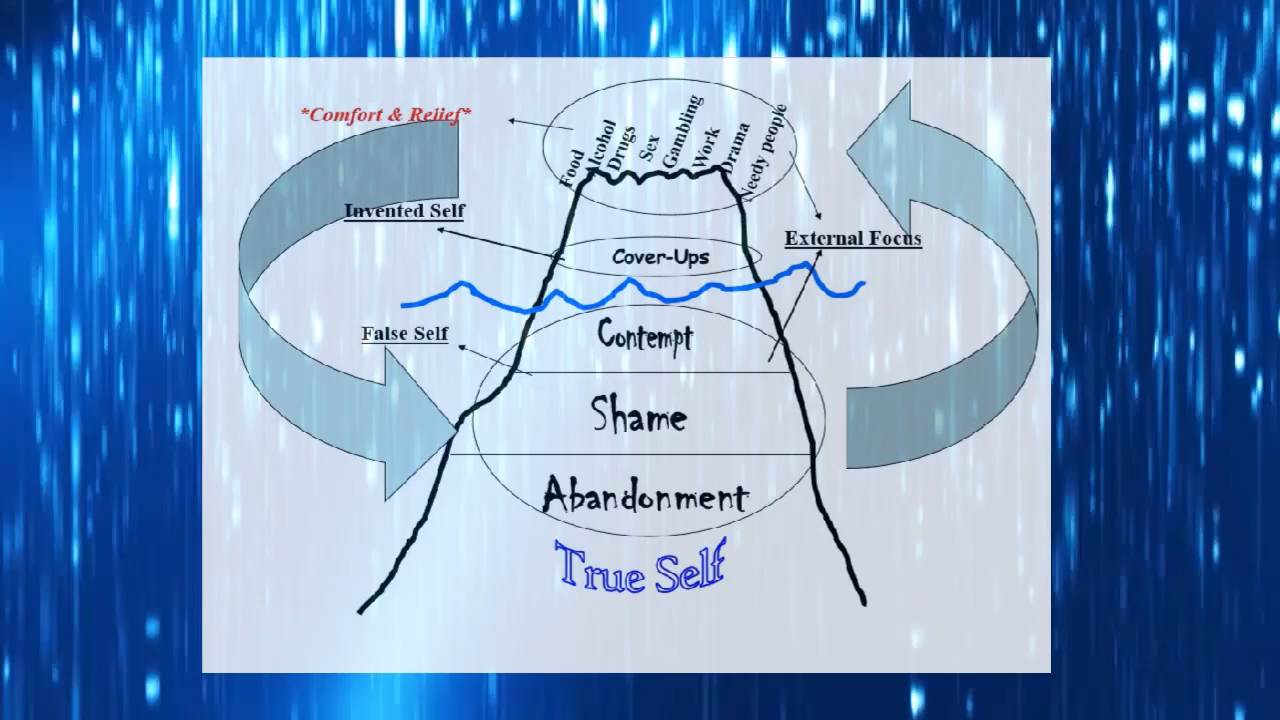 *Comfort & Relief*
Food
Alcohol
Drugs
Sex
Gambling
Work
Drama
Needy people
Invented Self
External Focus
Cover-Ups
False Self
Contempt
Shame
Abandonment
True Self